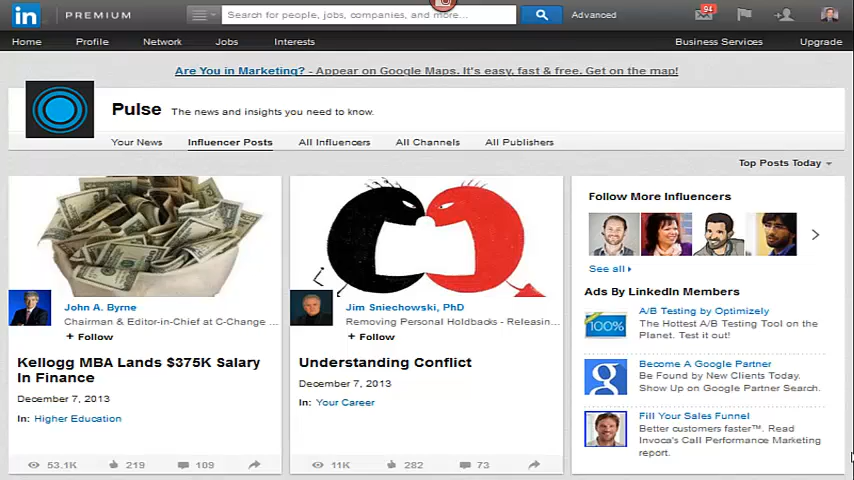 in PREMIUM Search for people, jobs, companies, and more... Advanced 94
Home Profile Network Jobs Interests Business Services Upgrade
Are You in Marketing? - Appear on Google Maps. It's easy, fast & free. Get on the map!
Pulse The news and insights you need to know.
Your News Influencer Posts All Influencers All Channels All Publishers
Top Posts Today
John A. Byrne
Chairman & Editor-in-Chief at C-Change ...
+ Follow
Kellogg MBA Lands $375K Salary
In Finance
December 7, 2013
In: Higher Education
53.1K 219 109
Jim Sniechowski, PhD
Removing Personal Holdbacks - Releasin...
+ Follow
Understanding Conflict
December 7, 2013
In: Your Career
11K 282 73
Follow More Influencers
See all
Ads By LinkedIn Members
100%
A/B Testing by Optimizely
The Hottest A/B Testing Tool on the
Planet. Test it out!
g
Become A Google Partner
Be Found by New Clients Today.
Show Up on Google Partner Search.
Fill Your Sales Funnel
Better customers faster™. Read
Invoca's Call Performance Marketing
report.